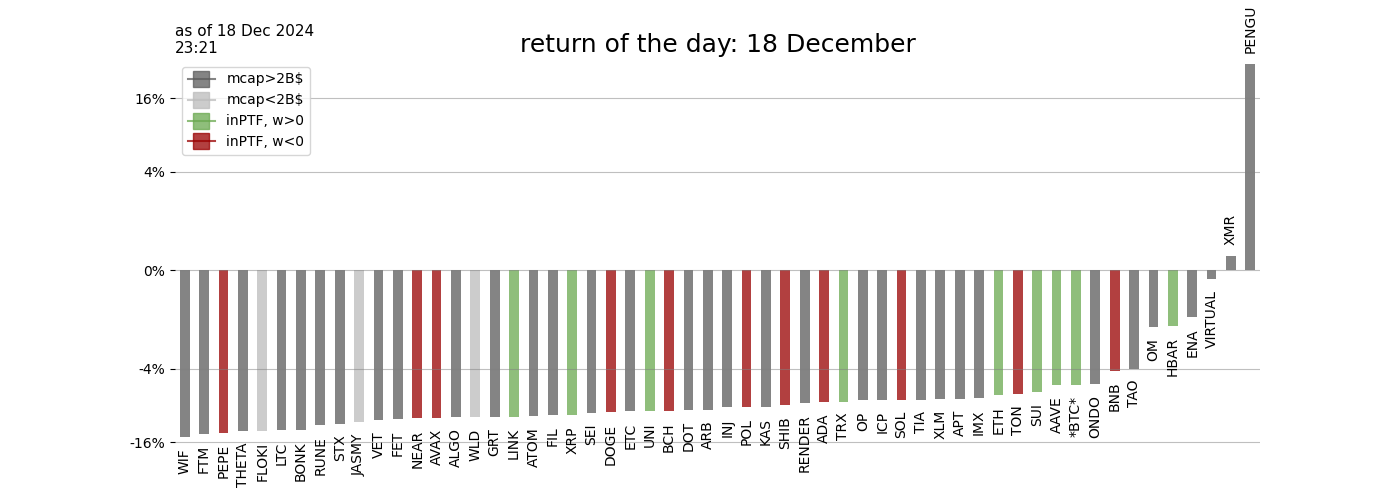 as of 18 Dec 2024
23:21
return of the day: 18 December
PENGU
mcap>2B$
mcap<2B$
inPTF, w>0
inPTF, w<0
16%
4%
0%
-4%
-16%
WIF
FTM
PEPE
THETA
FLOKI
LTC
BONK
RUNE
STX
JASMY
VET
FET
NEAR
AVAX
ALGO
WLD
GRT
LINK
ATOM
FIL
XRP
SEI
DOGE
ETC
UNI
BCH
DOT
ARB
INJ
POL
KAS
SHIB
RENDER
ADA
TRX
OP
ICP
SOL
TIA
XLM
APT
IMX
ETH
TON
SUI
AAVE
*BTC*
ONDO
BNB
TAO
OM
HBAR
ENA
VIRTUAL
XMR